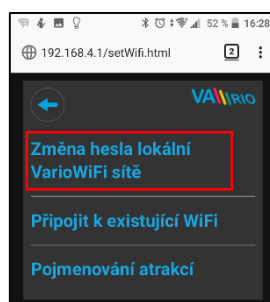 52 % 16:28
192.168.4.1/setWifi.html 2
VARIO
Změna hesla lokální
VarioWiFi sítě
Připojit k existující WiFi
Pojmenování atrakcí